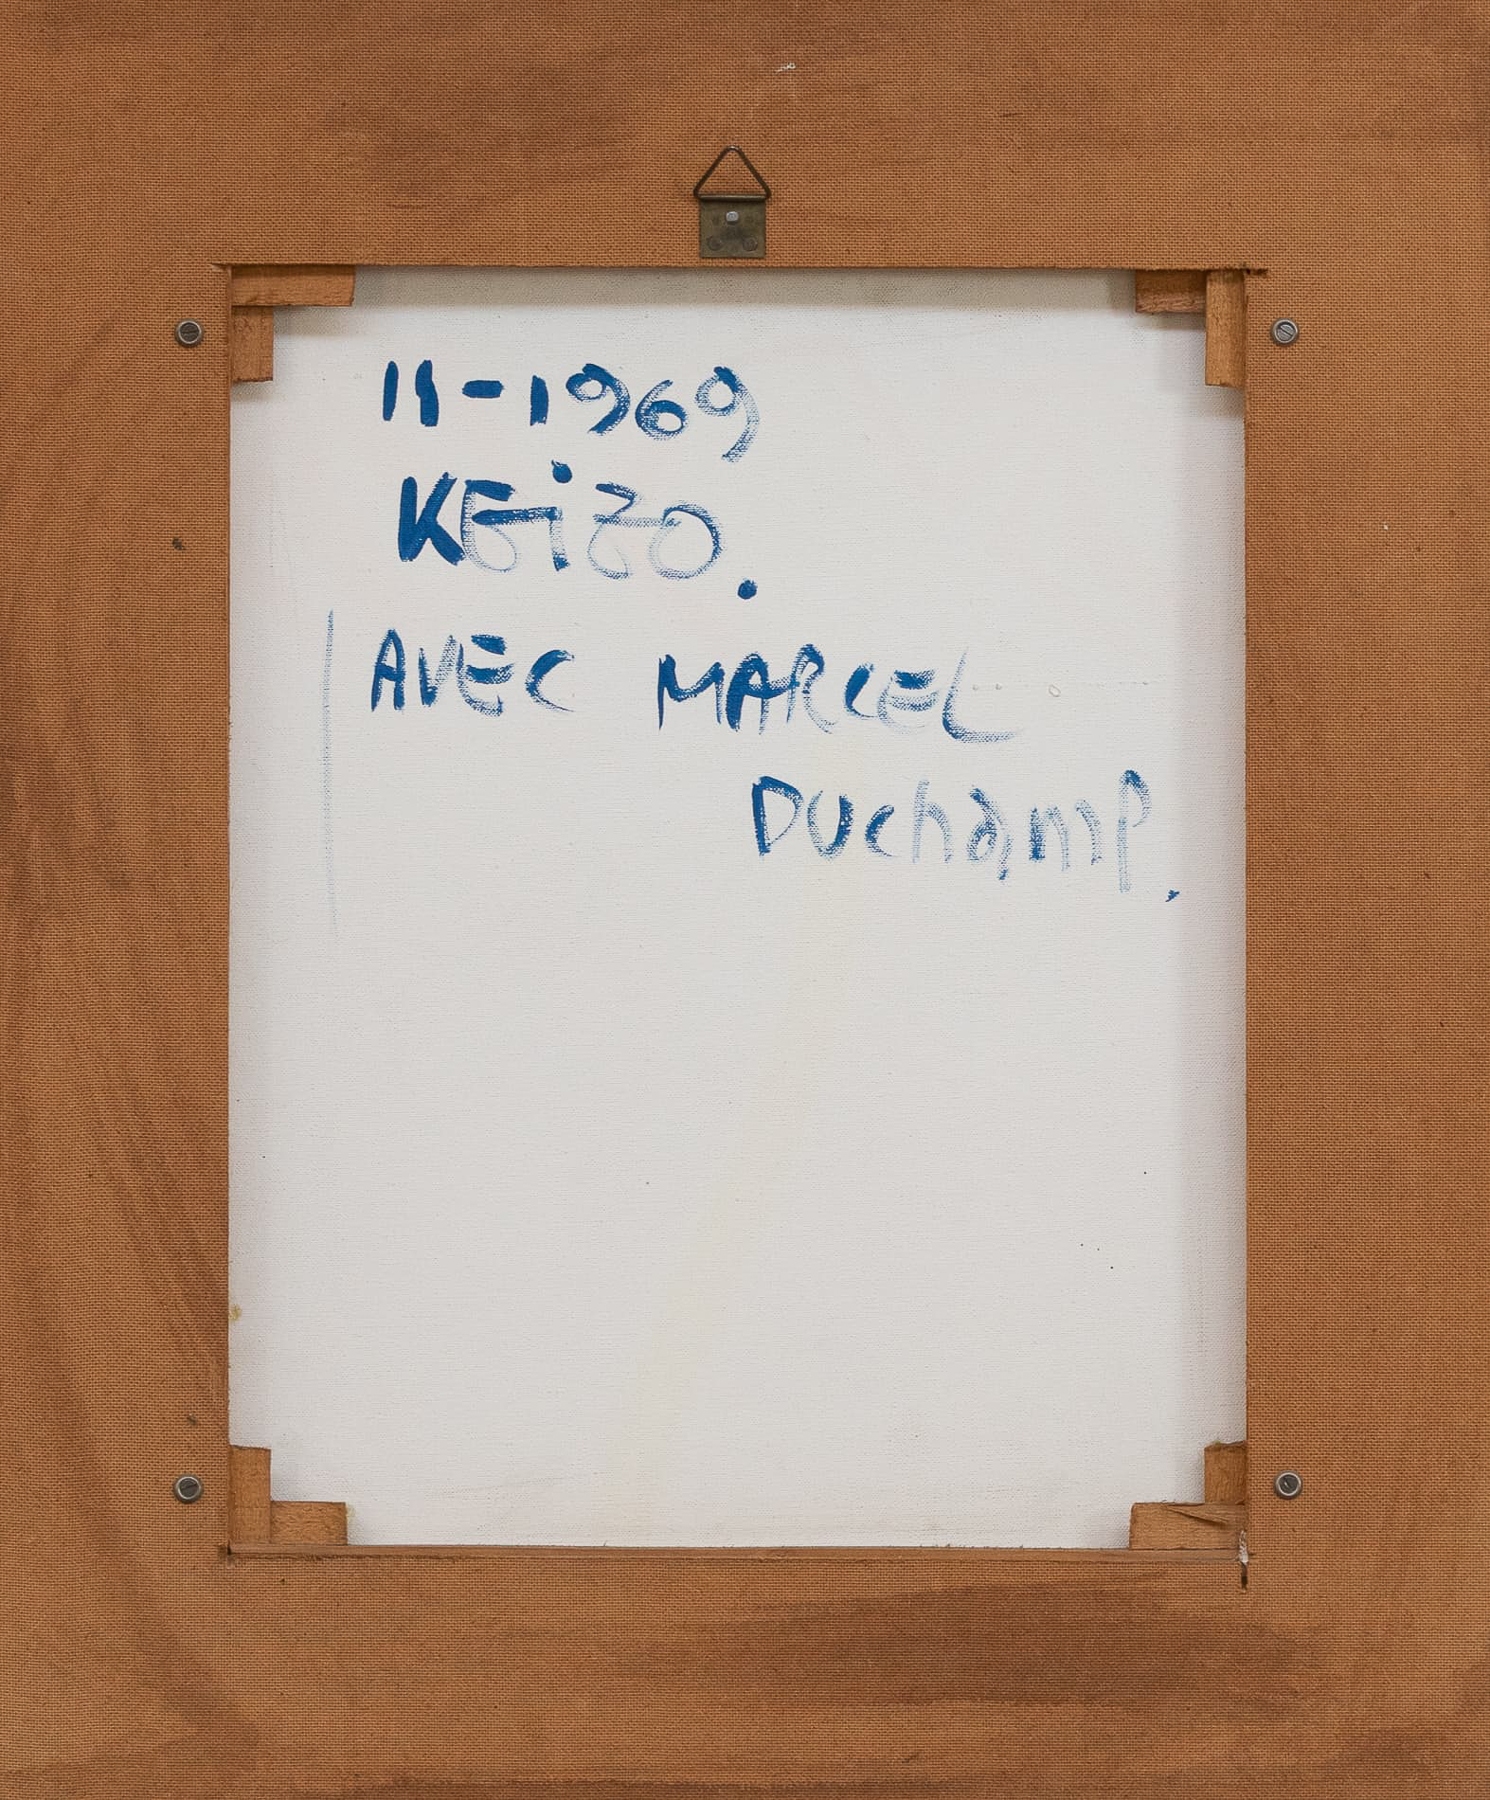 11-1969
KEiZO.
AVEC MARCEL
DUchamP.